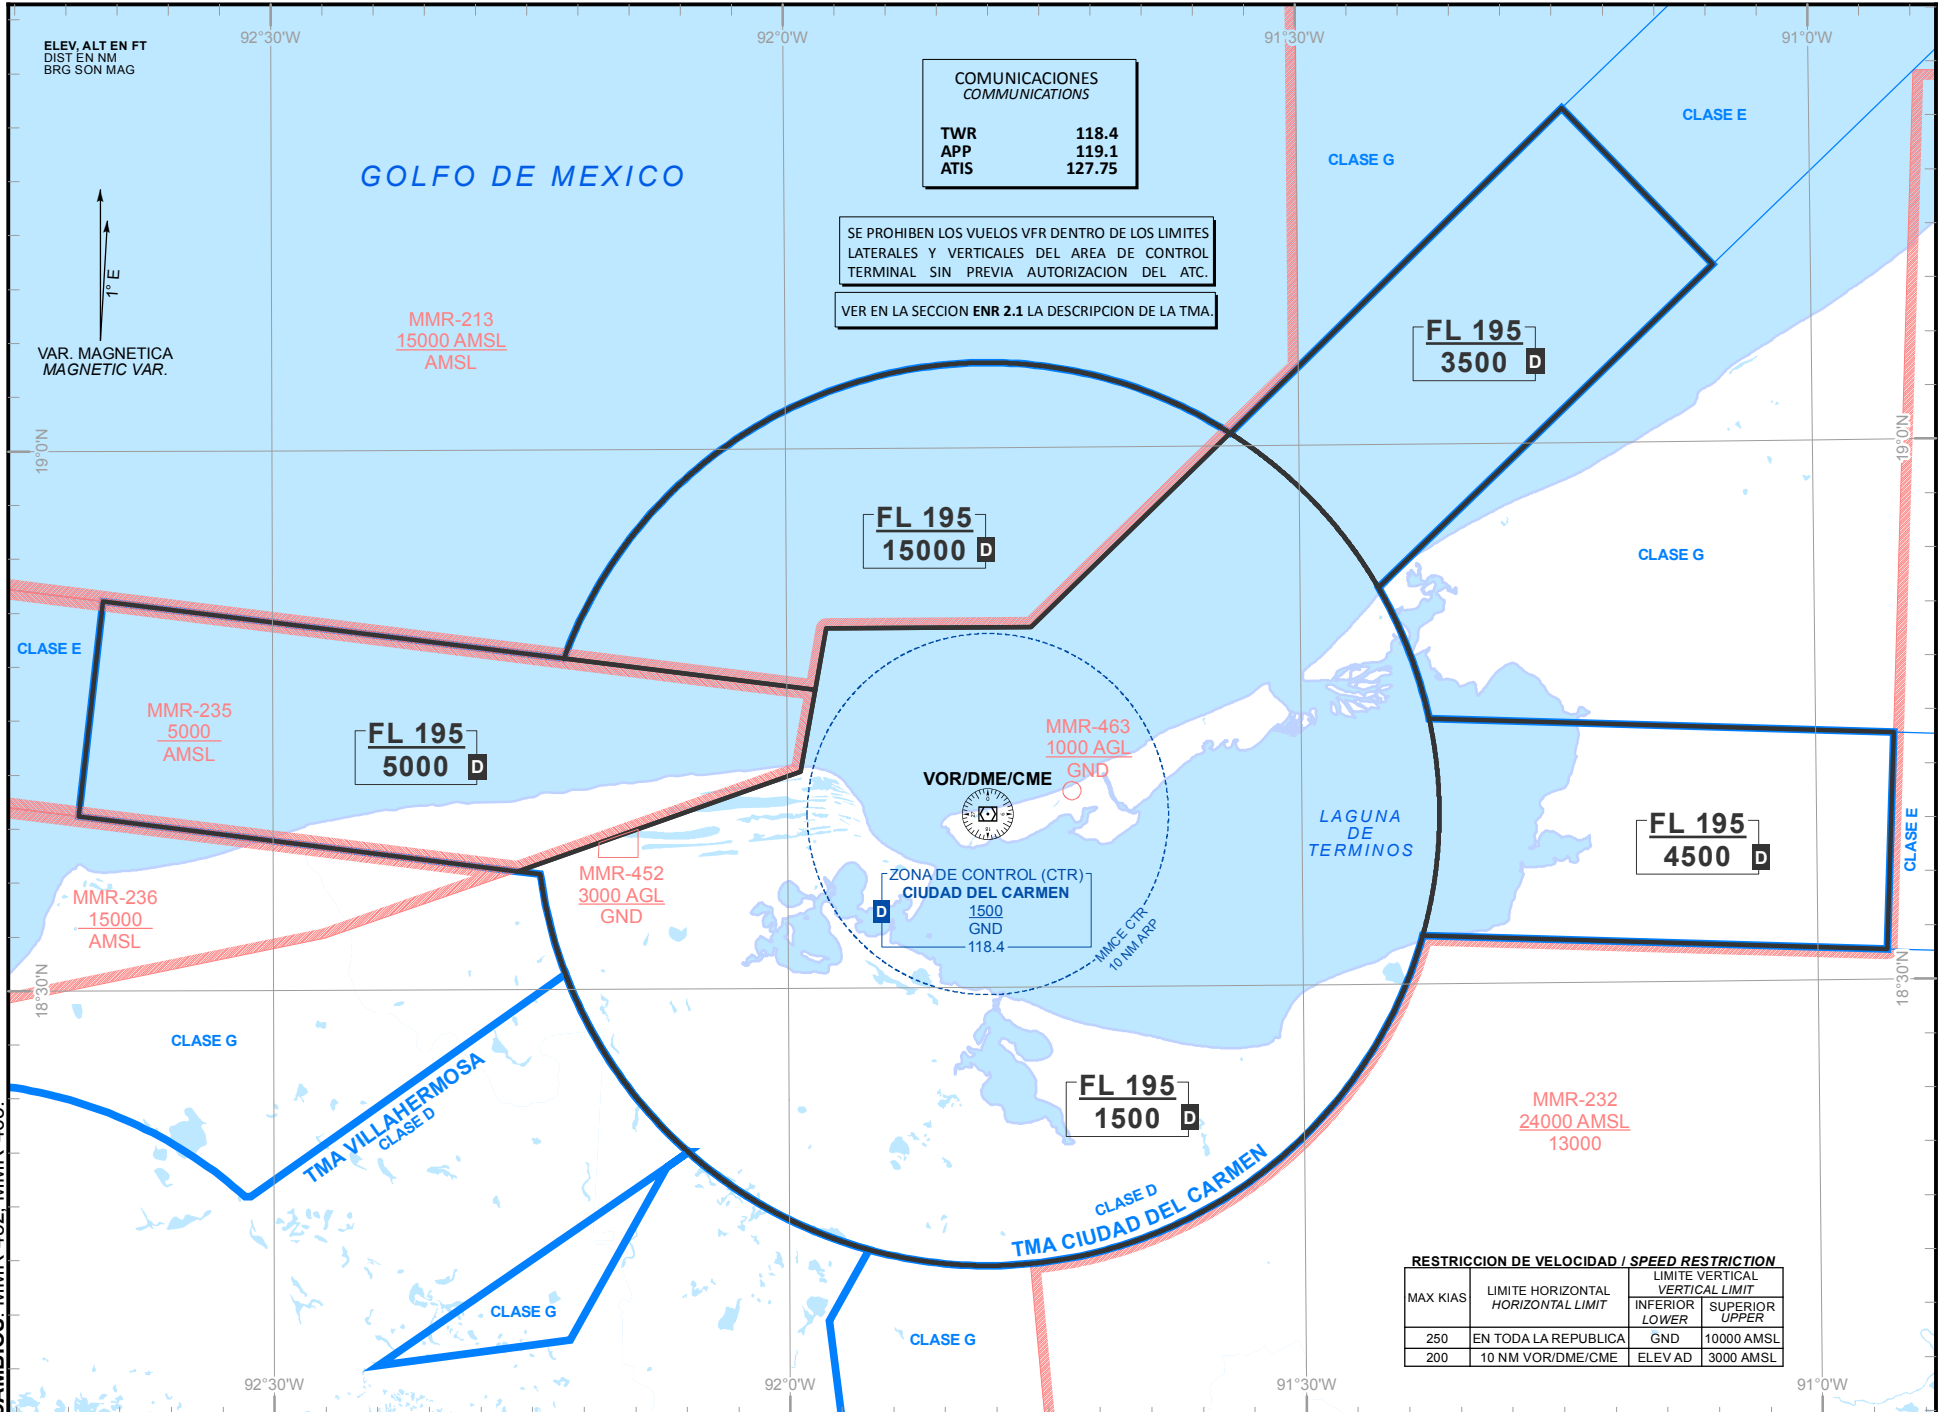 ELEV, ALT EN FT
DIST EN NM
BRG SON MAG
92°30'W
92°0'W
91°30'W
91°0'W
COMUNICACIONES
COMMUNICATIONS
TWR 118.4
APP 119.1
ATIS 127.75
CLASE E
CLASE G
GOLFO DE MEXICO
SE PROHIBEN LOS VUELOS VFR DENTRO DE LOS LIMITES
LATERALES Y VERTICALES DEL AREA DE CONTROL
TERMINAL SIN PREVIA AUTORIZACION DEL ATC.
VER EN LA SECCION ENR 2.1 LA DESCRIPCION DE LA TMA.
1° E
VAR. MAGNETICA
MAGNETIC VAR.
MMR-213
15000 AMSL
AMSL
FL 195
3500 D
19°0'N
19°0'N
FL 195
15000 D
CLASE G
CLASE E
MMR-235
5000
AMSL
FL 195
5000 D
MMR-463
1000 AGL
GND
VOR/DME/CME
LAGUNA
DE
TERMINOS
FL 195
4500 D
CLASE E
MMR-236
15000
AMSL
MMR-452
3000 AGL
GND
ZONA DE CONTROL (CTR)
CIUDAD DEL CARMEN
D
1500
GND
118.4
MMCE CTR
10 NM ARP
18°30'N
18°30'N
CLASE G
TMA VILLAHERMOSA
CLASE D
FL 195
1500 D
MMR-232
24000 AMSL
13000
CLASE D
TMA CIUDAD DEL CARMEN
CLASE G
CLASE G
RESTRICCION DE VELOCIDAD / SPEED RESTRICTION
MAX KIAS
LIMITE HORIZONTAL
HORIZONTAL LIMIT
LIMITE VERTICAL
VERTICAL LIMIT
INFERIOR
LOWER
SUPERIOR
UPPER
250 EN TODA LA REPUBLICA GND 10000 AMSL
200 10 NM VOR/DME/CME ELEV AD 3000 AMSL
92°30'W
92°0'W
91°30'W
91°0'W